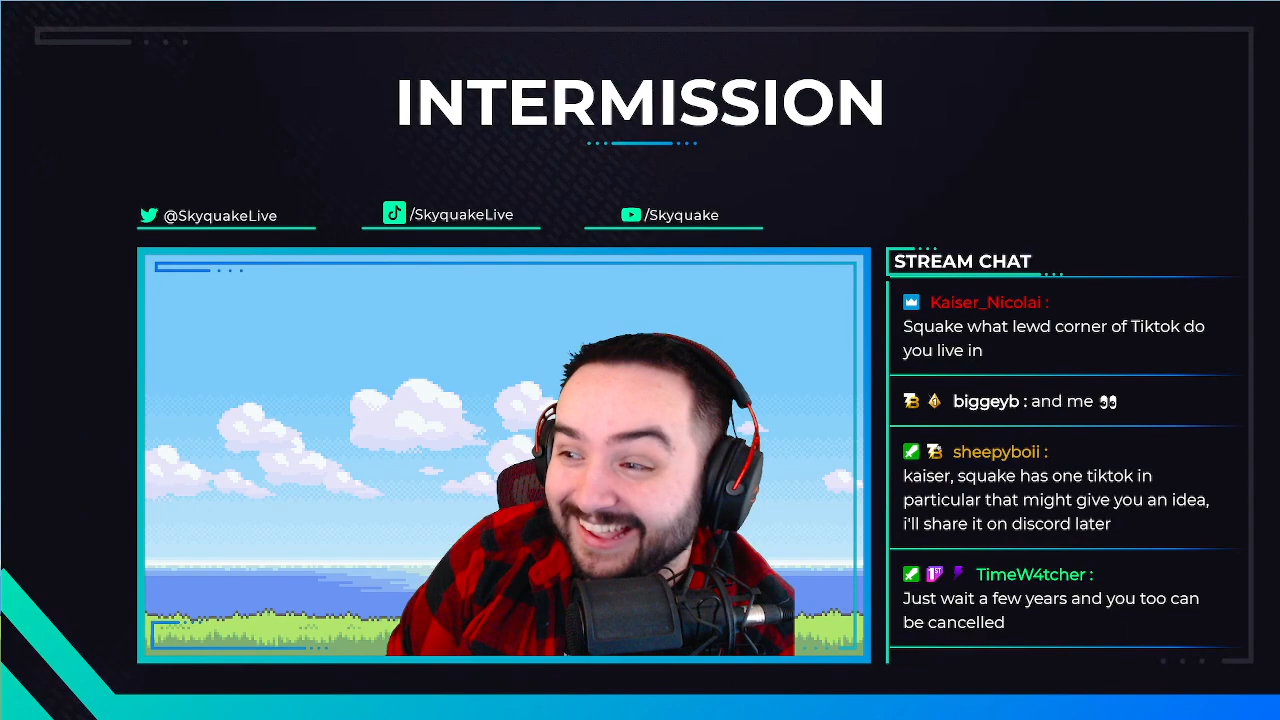 INTERMISSION
@SkyquakeLive
/SkyquakeLive
/Skyquake
STREAM CHAT
Kaiser_Nicolai :
Squake what lewd corner of Tiktok do
you live in
biggeyb : and me 👀
sheepyboii :
kaiser, squake has one tiktok in
particular that might give you an idea,
i'll share it on discord later
TimeW4tcher :
Just wait a few years and you too can
be cancelled